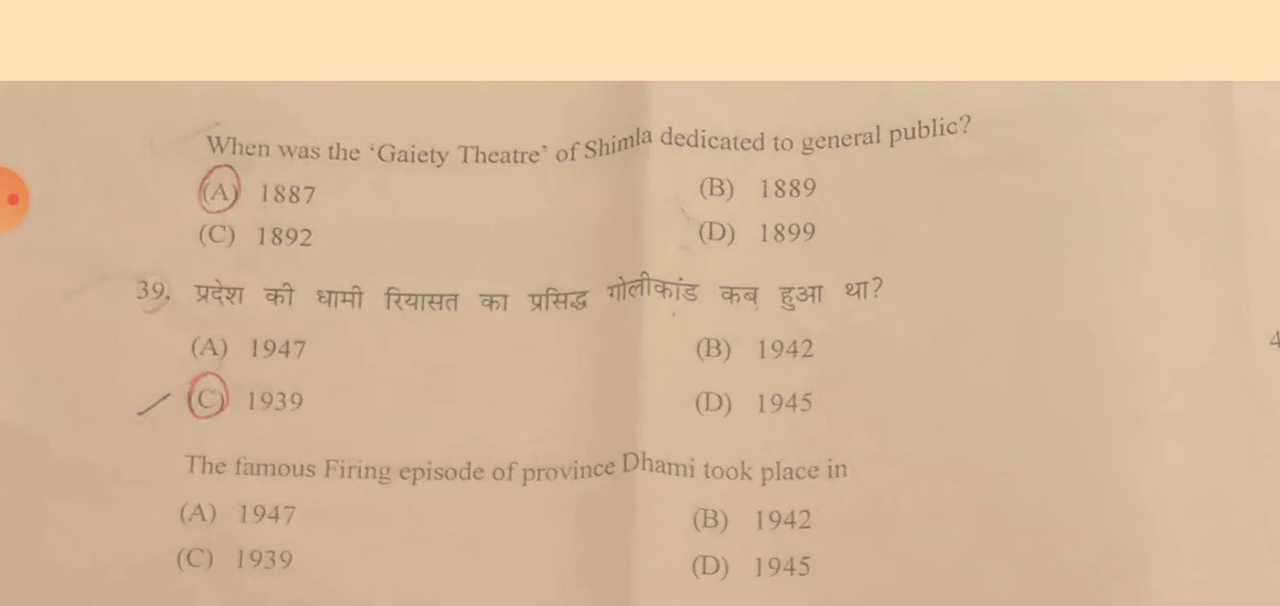 When was the ‘Gaiety Theatre’ of Shimla dedicated to general public?
(A) 1887 (B) 1889
(C) 1892 (D) 1899
39. प्रदेश की धामी रियासत का प्रसिद्ध गोलीकांड कब हुआ था?
(A) 1947 (B) 1942
(C) 1939 (D) 1945
The famous Firing episode of province Dhami took place in
(A) 1947 (B) 1942
(C) 1939 (D) 1945